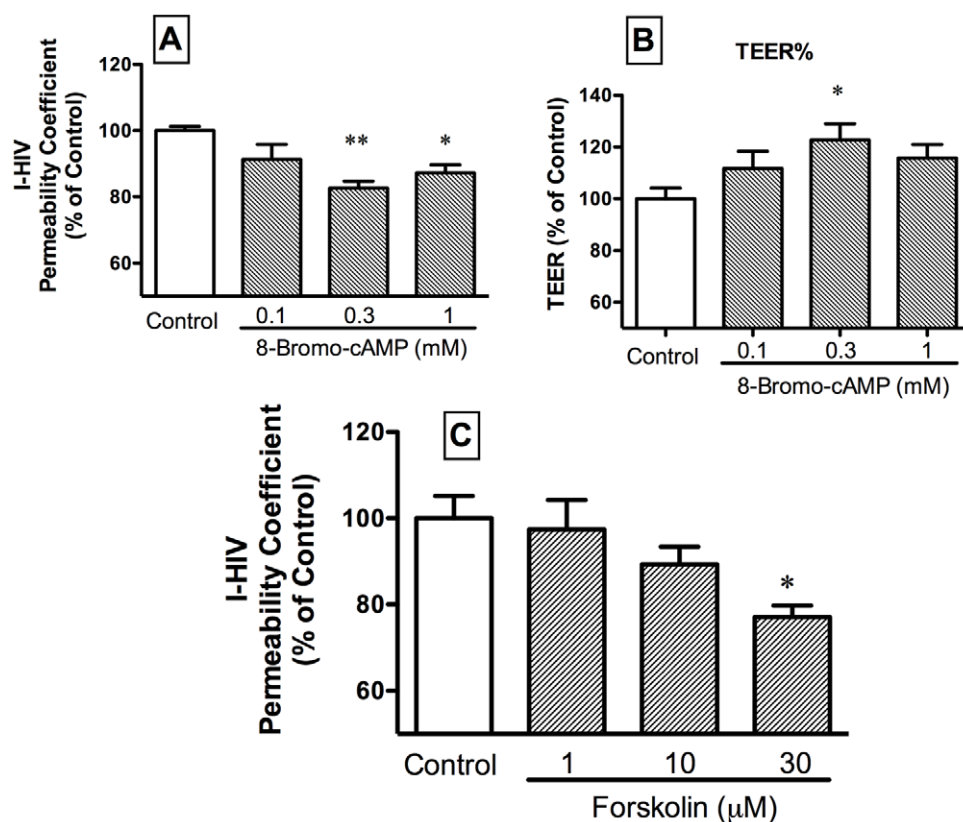 A
I-HIV
Permeability Coefficient
(% of Control)
120
100
80
60
** *
Control 0.1 0.3 1
8-Bromo-cAMP (mM)
B
TEER%
TEER (% of Control)
140
120
100
80
60
*
Control 0.1 0.3 1
8-Bromo-cAMP (mM)
C
I-HIV
Permeability Coefficient
(% of Control)
120
100
80
60
*
Control 1 10 30
Forskolin (μM)